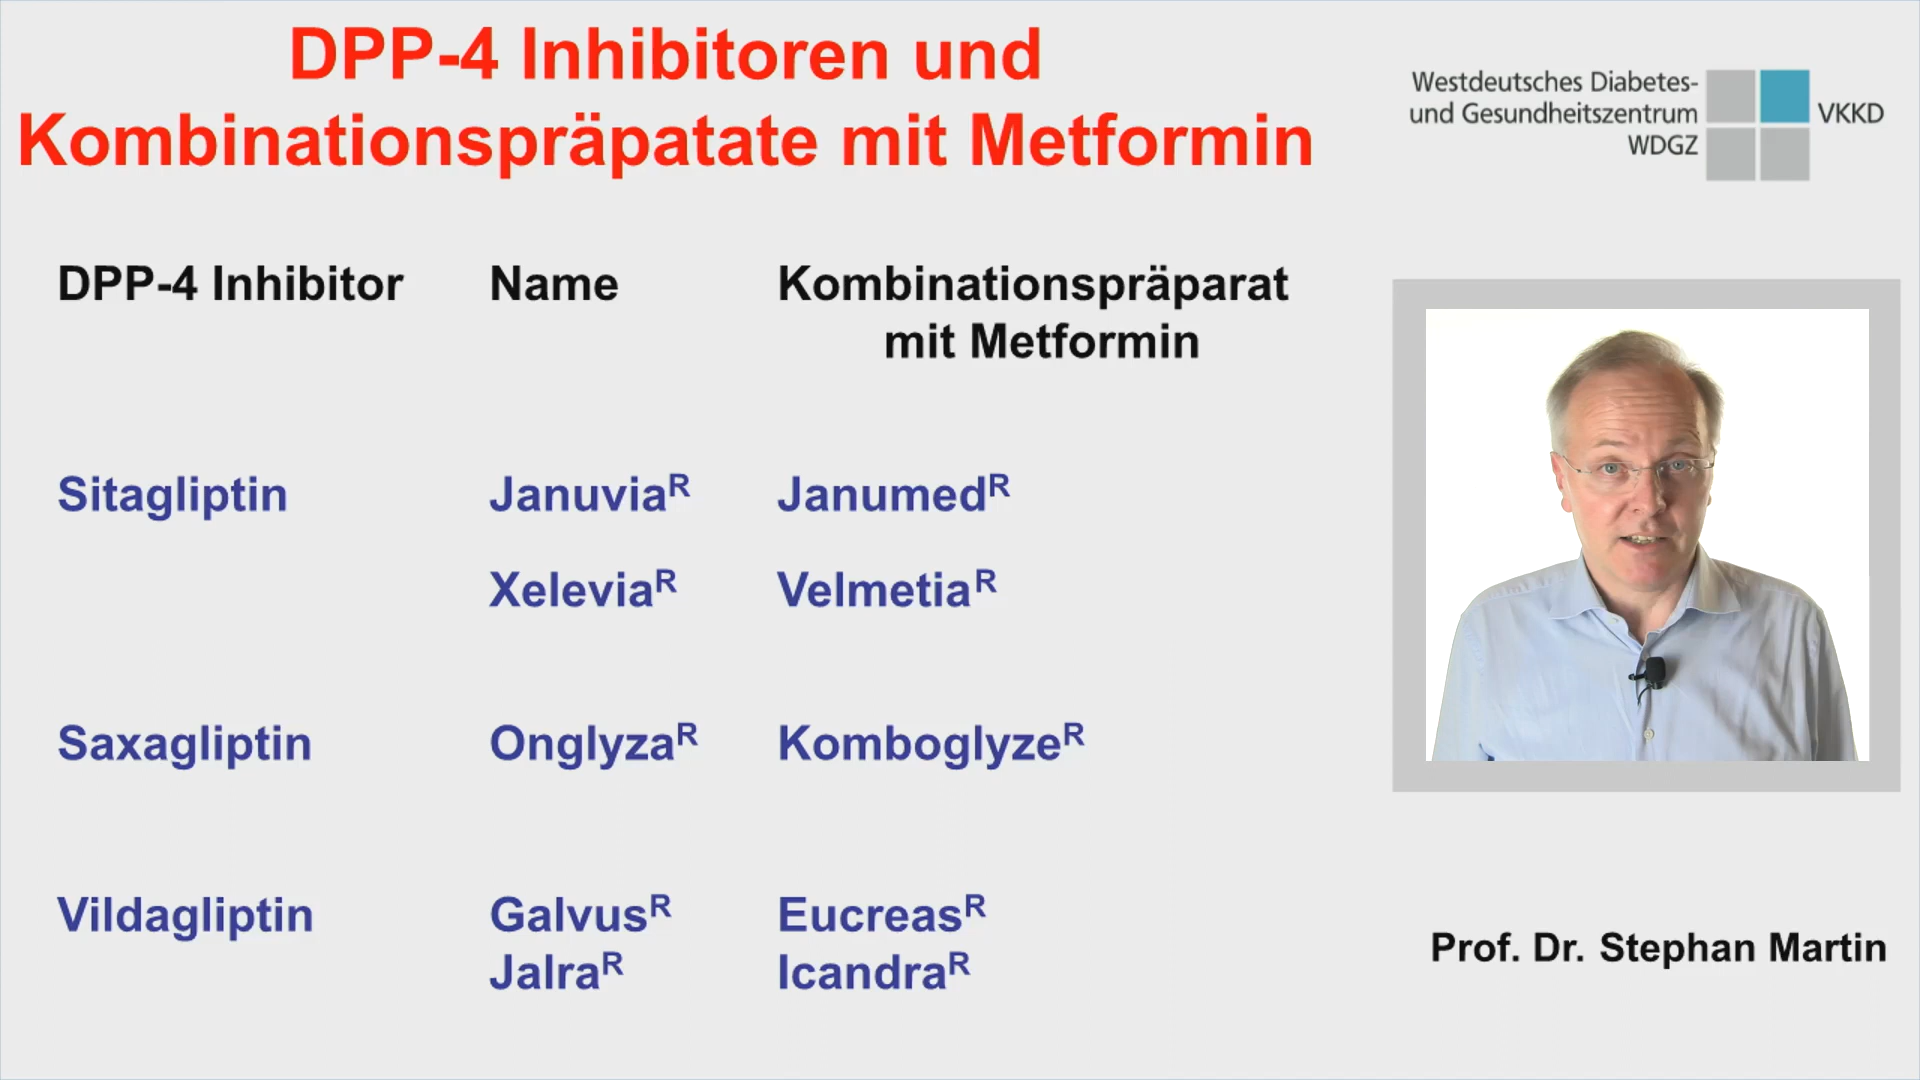 DPP-4 Inhibitoren und
Kombinationspräpatate mit Metformin
Westdeutsches Diabetes-
und Gesundheitszentrum
WDGZ
VKKD
DPP-4 Inhibitor Name Kombinationspräparat
mit Metformin
Sitagliptin Januviaᴿ Janumedᴿ
Xeleviaᴿ Velmetiaᴿ
Saxagliptin Onglyzaᴿ Komboglyzeᴿ
Vildagliptin Galvusᴿ Eucreasᴿ
Jalraᴿ Icandraᴿ
Prof. Dr. Stephan Martin